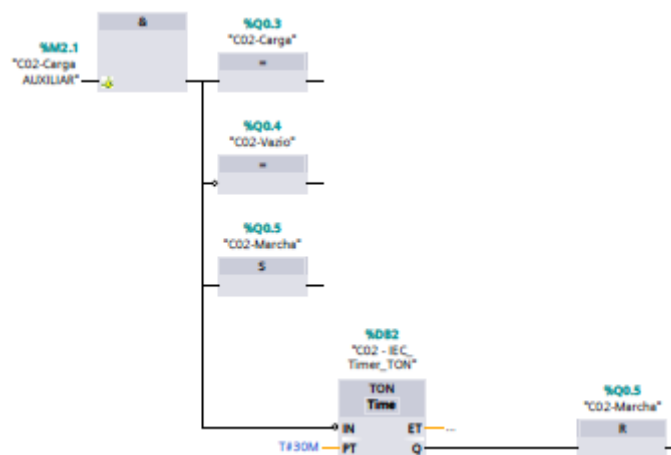 &
%M2.1
"C02-Carga
AUXILIAR"
%Q0.3
"C02-Carga"
=
%Q0.4
"C02-Vazio"
=
%Q0.5
"C02-Marcha"
S
%DB2
"C02 - IEC_
Timer_TON"
TON
Time
IN ET ...
T#30M PT Q
%Q0.5
"C02-Marcha"
R